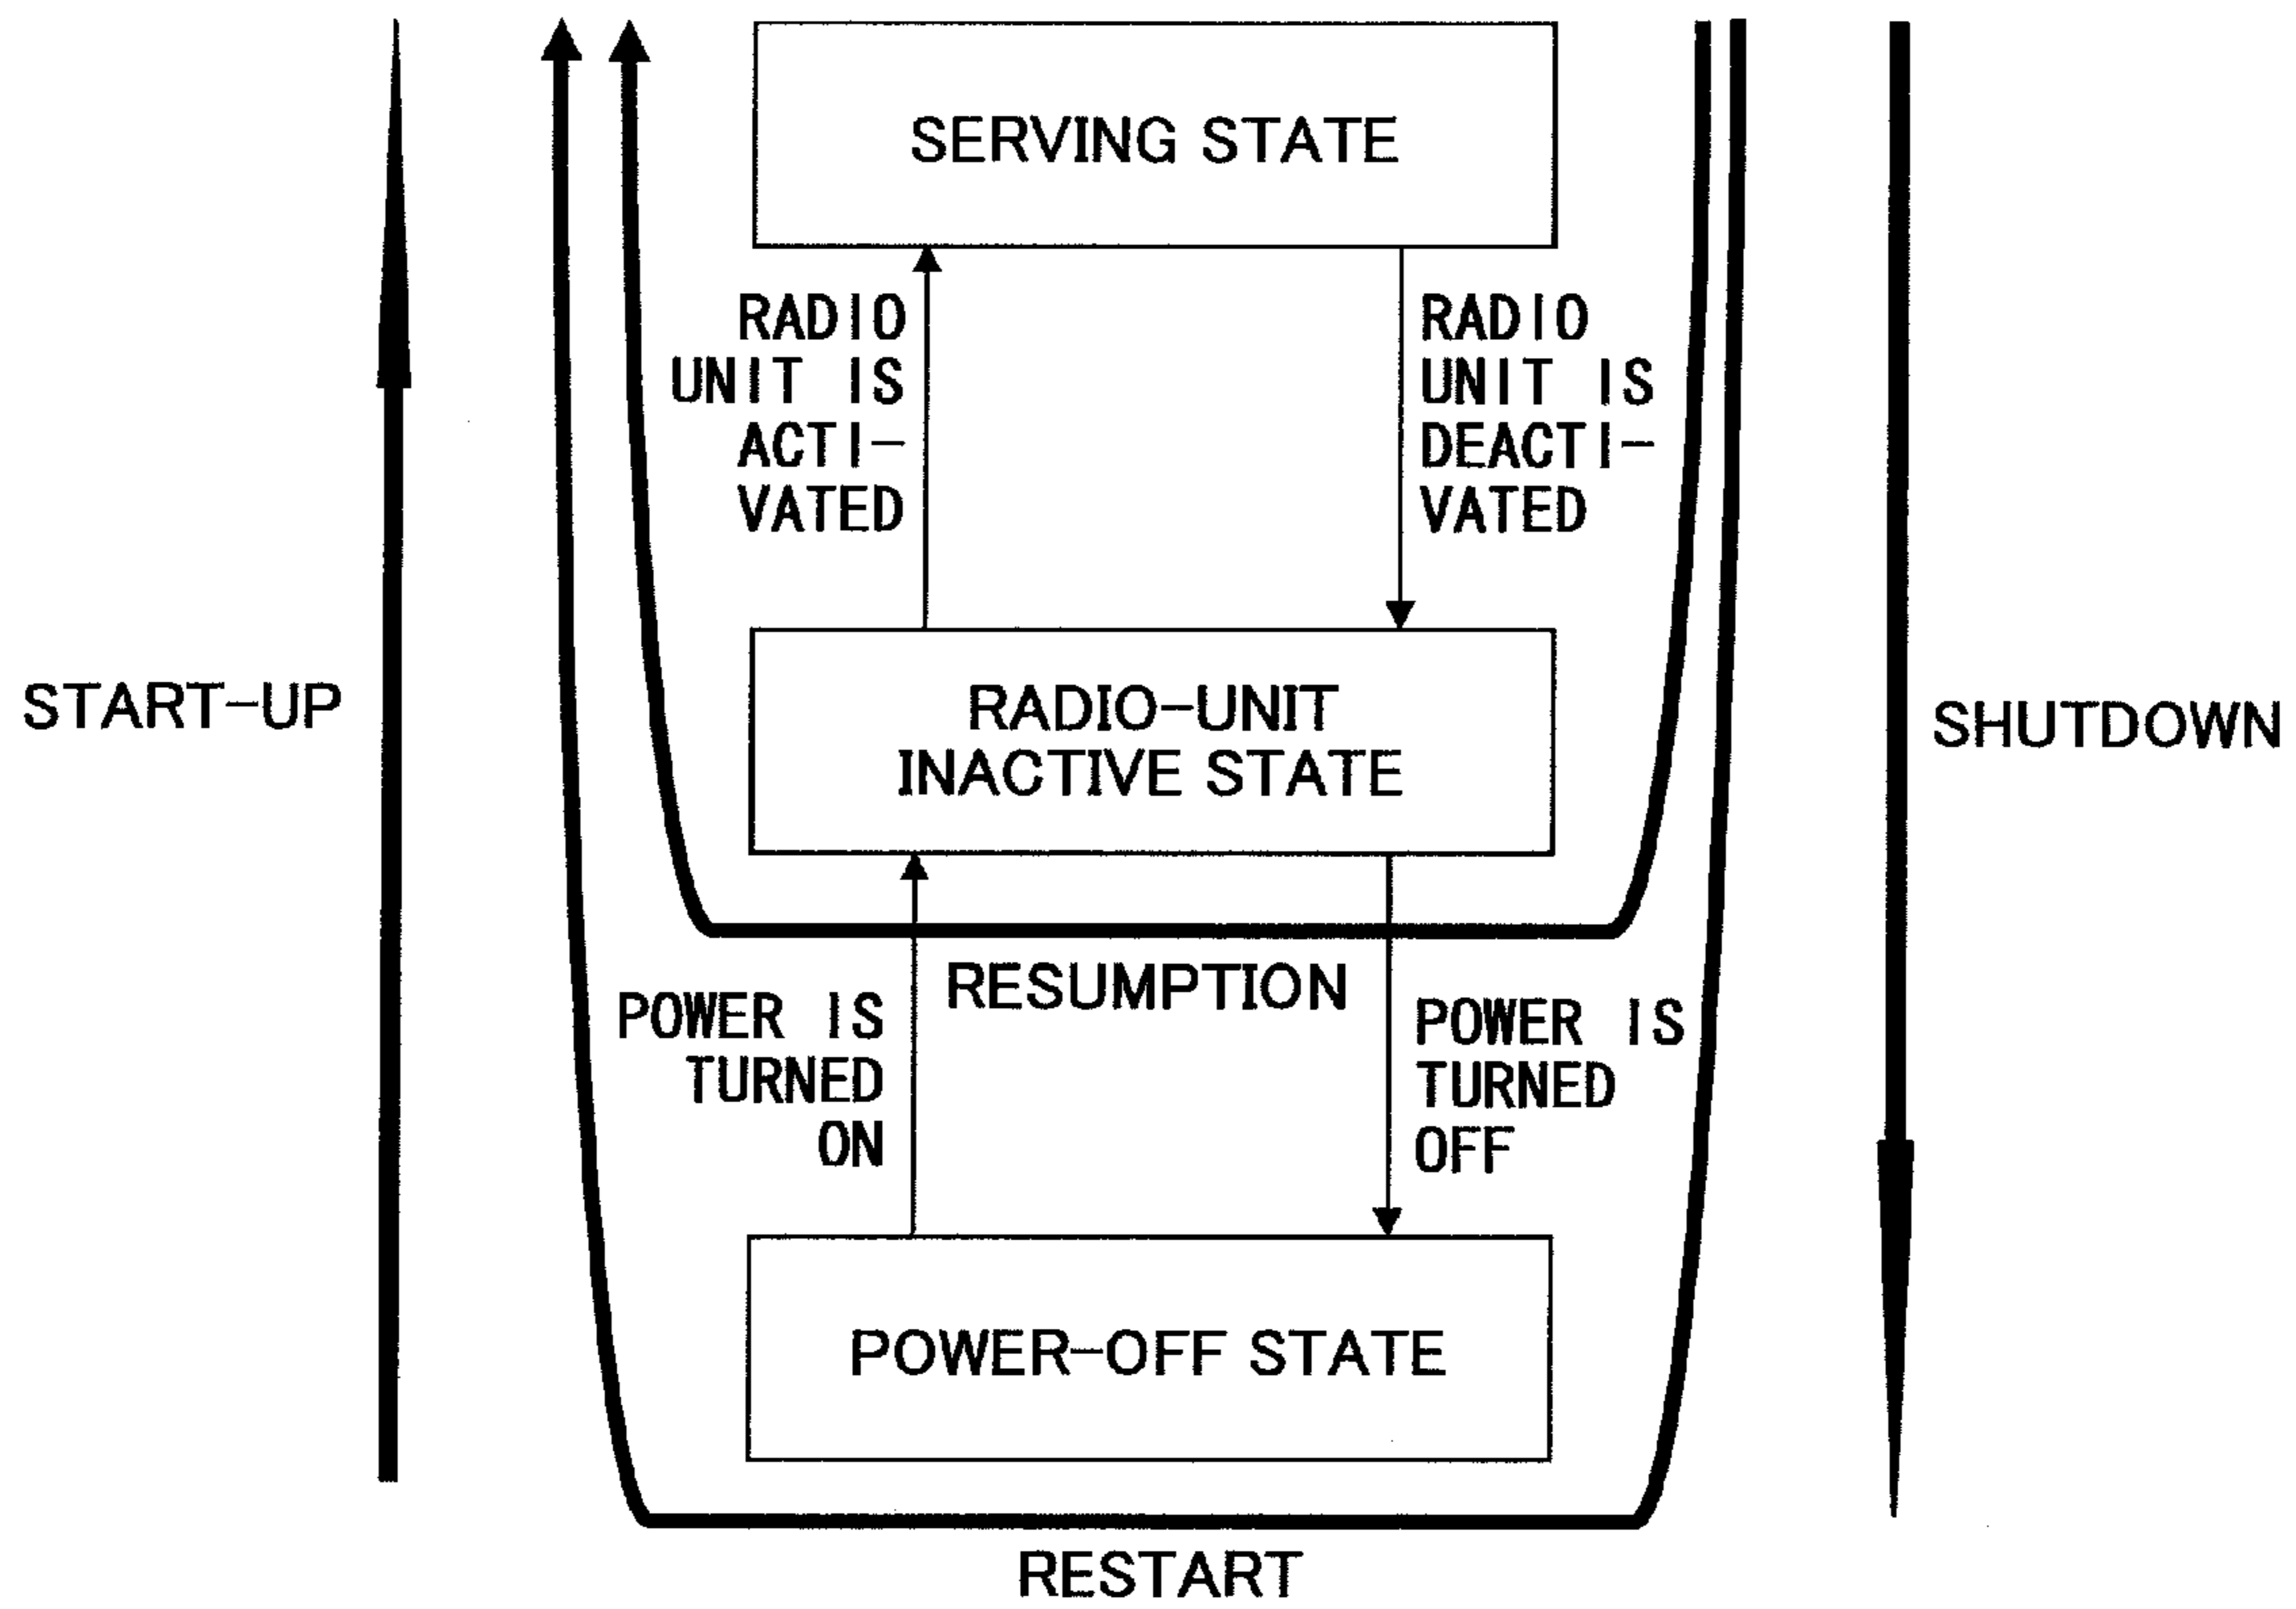 SERVING STATE
RADIO
UNIT IS
ACTI-
VATED
RADIO
UNIT IS
DEACTI-
VATED
START-UP
RADIO-UNIT
INACTIVE STATE
SHUTDOWN
RESUMPTION
POWER IS
TURNED
ON
POWER IS
TURNED
OFF
POWER-OFF STATE
RESTART